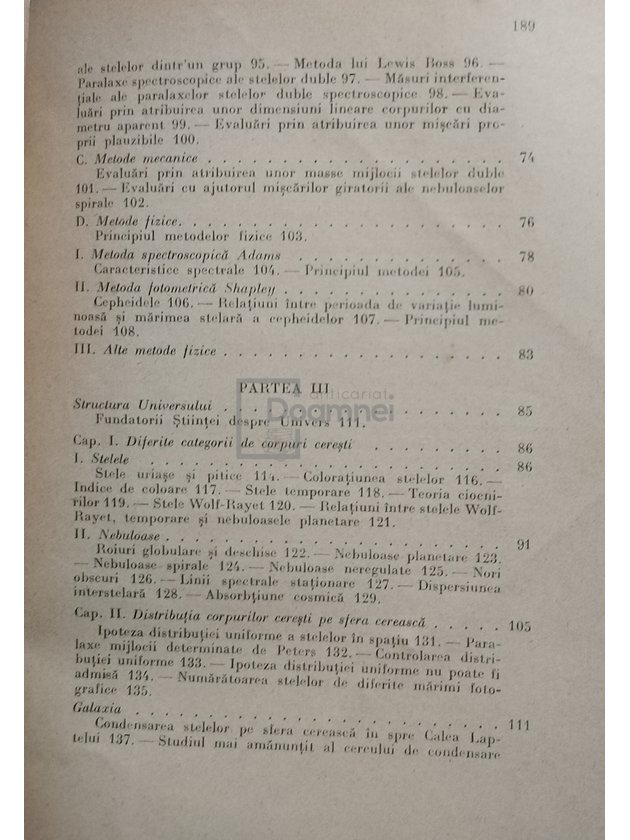 189
ale stelelor dintr'un grup 95. — Metoda lui Lewis Boss 96. —
Paralaxe spectroscopice ale stelelor duble 97. — Măsuri interferen-
țiale ale paralaxelor stelelor duble spectroscopice 98. — Eva-
luări prin atribuirea unor dimensiuni lineare corpurilor cu dia-
metru aparent 99. — Evaluări prin atribuirea unor mișcări pro-
prii plauzibile 100.
C. Metode mecanice . . . . . . . . . . . . . . . . 74
Evaluări prin atribuirea unor masse mijlocii stelelor duble
101. — Evaluări cu ajutorul mișcărilor giratorii ale nebuloaselor
spirale 102.
D. Metode fizice. . . . . . . . . . . . . . . . . 76
Principiul metodelor fizice 103.
I. Metoda spectroscopică Adams . . . . . . . . . . . 78
Caracteristice spectrale 104. — Principiul metodei 105.
II. Metoda fotometrică Shapley . . . . . . . . . . . 80
Cepheidele 106. — Relațiuni între perioada de variație lumi-
noasă și mărimea stelară a cepheidelor 107. — Principiul me-
todei 108.
III. Alte metode fizice . . . . . . . . . . . . . . . 83
PARTEA III
anticariat
Doamnei
Structura Universului . . . . . . . . . . . . . . . 85
Fundatorii Științei despre Univers 111.
Cap. I. Diferite categorii de corpuri cerești . . . . . . . 86
I. Stelele . . . . . . . . . . . . . . . . . . . . 86
Stele uriașe și pitice 114. — Colorațiunea stelelor 116. —
Indice de coloare 117. — Stele temporare 118. — Teoria ciocni-
rilor 119. — Stele Wolf-Rayet 120. — Relațiuni între stelele Wolf-
Rayet, temporare și nebuloasele planetare 121.
II. Nebuloase . . . . . . . . . . . . . . . . . . . 91
Roiuri globulare și deschise 122. — Nebuloase planetare 123.
— Nebuloase spirale 124. — Nebuloase neregulate 125. — Nori
obscuri 126. — Linii spectrale staționare 127. — Dispersiunea
interstelară 128. — Absorbțiune cosmică 129.
Cap. II. Distribuția corpurilor cerești pe sfera cerească . . . . . 105
Ipoteza distribuției uniforme a stelelor în spațiu 131. — Para-
laxe mijlocii determinate de Peters 132. — Controlarea distri-
buției uniforme 133. — Ipoteza distribuției uniforme nu poate fi
admisă 134. — Numărătoarea stelelor de diferite mărimi foto-
grafice 135.
Galaxia . . . . . . . . . . . . . . . . . . . . . 111
Condensarea stelelor pe sfera cerească în spre Calea Lap-
telui 137. — Studiul mai amănunțit al cercului de condensare